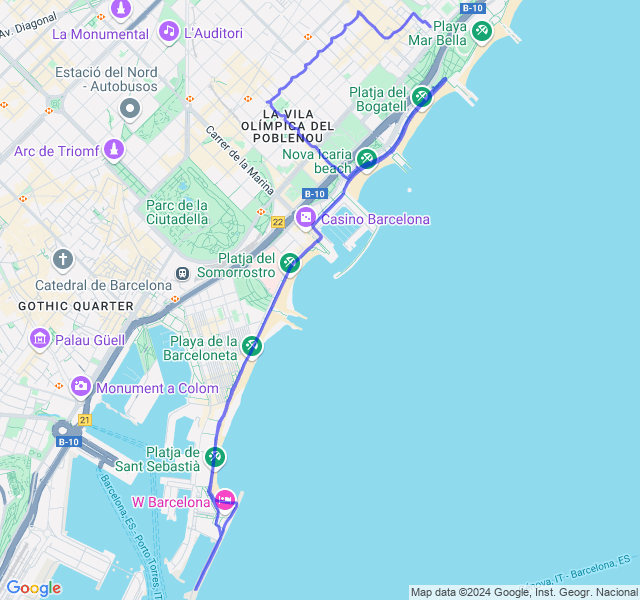 B-10
La Monumental
L'Auditori
Av. Diagonal
Playa
Mar Bella
Estació del Nord
- Autobusos
Platja del
Bogatell
LA VILA
OLÍMPICA DEL
POBLENOU
Arc de Triomf
Carrer de la Marina
Nova Icaria
beach
B-10
Parc de la
Ciutadella
22
Casino Barcelona
Platja del
Somorrostro
Catedral de Barcelona
GOTHIC QUARTER
Palau Güell
Playa de la
Barceloneta
Monument a Colom
21
B-10
Platja de
Sant Sebastià
W Barcelona
Barcelona, ES - Porto Torres, IT
IT - Barcelona, ES
Google
Map data ©2024 Google, Inst. Geogr. Nacional